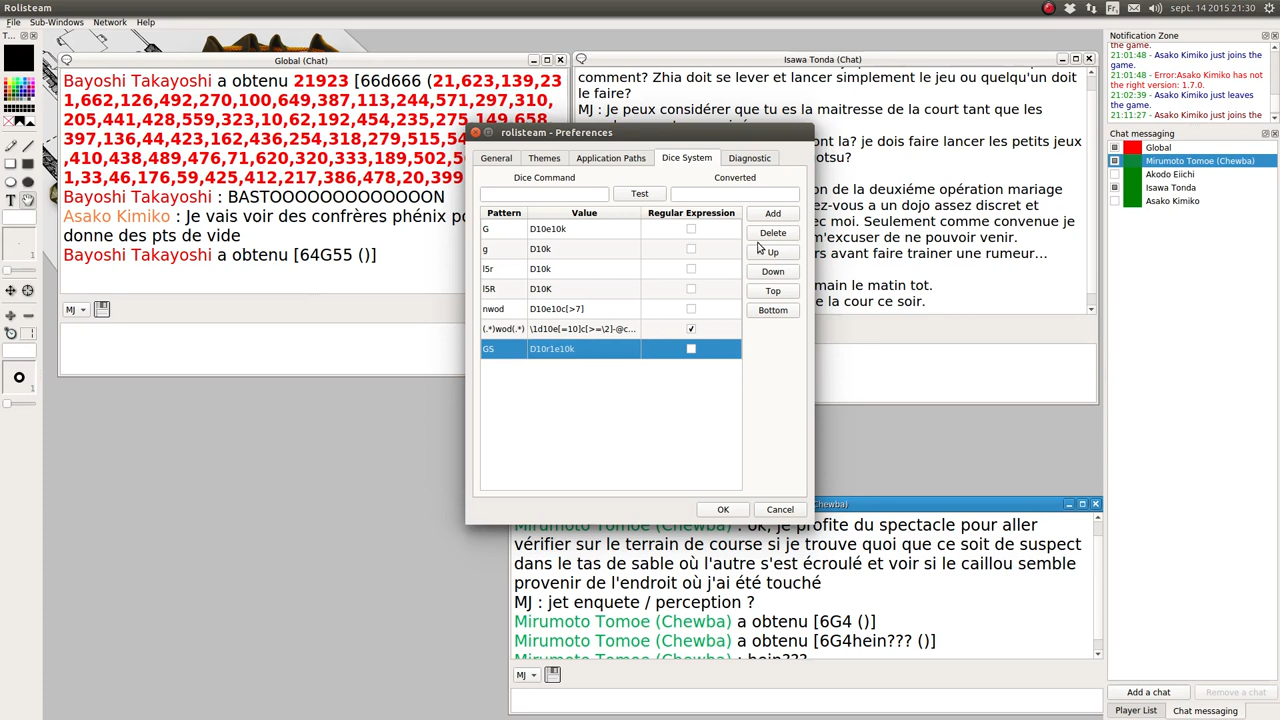 Rolisteam
Fr
sept. 14 2015 21:30
File Sub-Windows Network Help
T...
Global (Chat)
Bayoshi Takayoshi a obtenu 21923 [66d666 (21,623,139,23
1,662,126,492,270,100,649,387,113,244,571,297,310,
205,441,428,559,323,10,62,192,454,235,275,149,658,
397,136,44,423,162,436,254,318,279,515,54
,410,438,489,476,71,620,320,333,189,502,50
1,33,46,176,591,217,386,478,20,399
Bayoshi Takayoshi : BASTOOOOOOOOOOOON
Asako Kimiko : Je vais voir des confrères phénix po
donne des pts de vide
Bayoshi Takayoshi a obtenu [64G55 ()]
MJ
Isawa Tonda (Chat)
comment? Zhia doit se lever et lancer simplement le jeu ou quelqu'un doit
le faire?
MJ : Je peux considérer que tu es la maitresse de la court tant que les
t la? je dois faire lancer les petits jeux
otsu?
on de la deuxiéme opération mariage
ez-vous a un dojo assez discret et
ec moi. Seulement comme convenue je
m'excuser de ne pouvoir venir.
rs avant faire trainer une rumeur...
main le matin tot.
e la cour ce soir.
rolisteam - Preferences
General Themes Application Paths Dice System Diagnostic
Dice Command Converted
Test
Pattern Value Regular Expression
G D10e10k
g D10k
l5r D10k
l5R D10K
nwod D10e10c[>7]
(.*)wod(.*) \1d10e[=10]c[>=\2]-@c...
GS D10r1e10k
Add
Delete
Up
Down
Top
Bottom
OK Cancel
Chewba)
: ok, je profite du spectacle pour aller
vérifier sur le terrain de course si je trouve quoi que ce soit de suspect
dans le tas de sable où l'autre s'est écroulé et voir si le caillou semble
provenir de l'endroit où j'ai été touché
MJ : jet enquete / perception ?
Mirumoto Tomoe (Chewba) a obtenu [6G4 ()]
Mirumoto Tomoe (Chewba) a obtenu [6G4hein??? ()]
Mirumoto Tomoe (Chewba) : hein???
MJ
Notification Zone
the game.
21:01:48 - Asako Kimiko just joins the
game.
21:01:48 - Error:Asako Kimiko has not
the right version: 1.7.0.
21:02:39 - Asako Kimiko just leaves
the game.
21:11:27 - Asako Kimiko just joins the
Chat messaging
Global
Mirumoto Tomoe (Chewba)
Akodo Eiichi
Isawa Tonda
Asako Kimiko
Add a chat Remove a chat
Player List Chat messaging